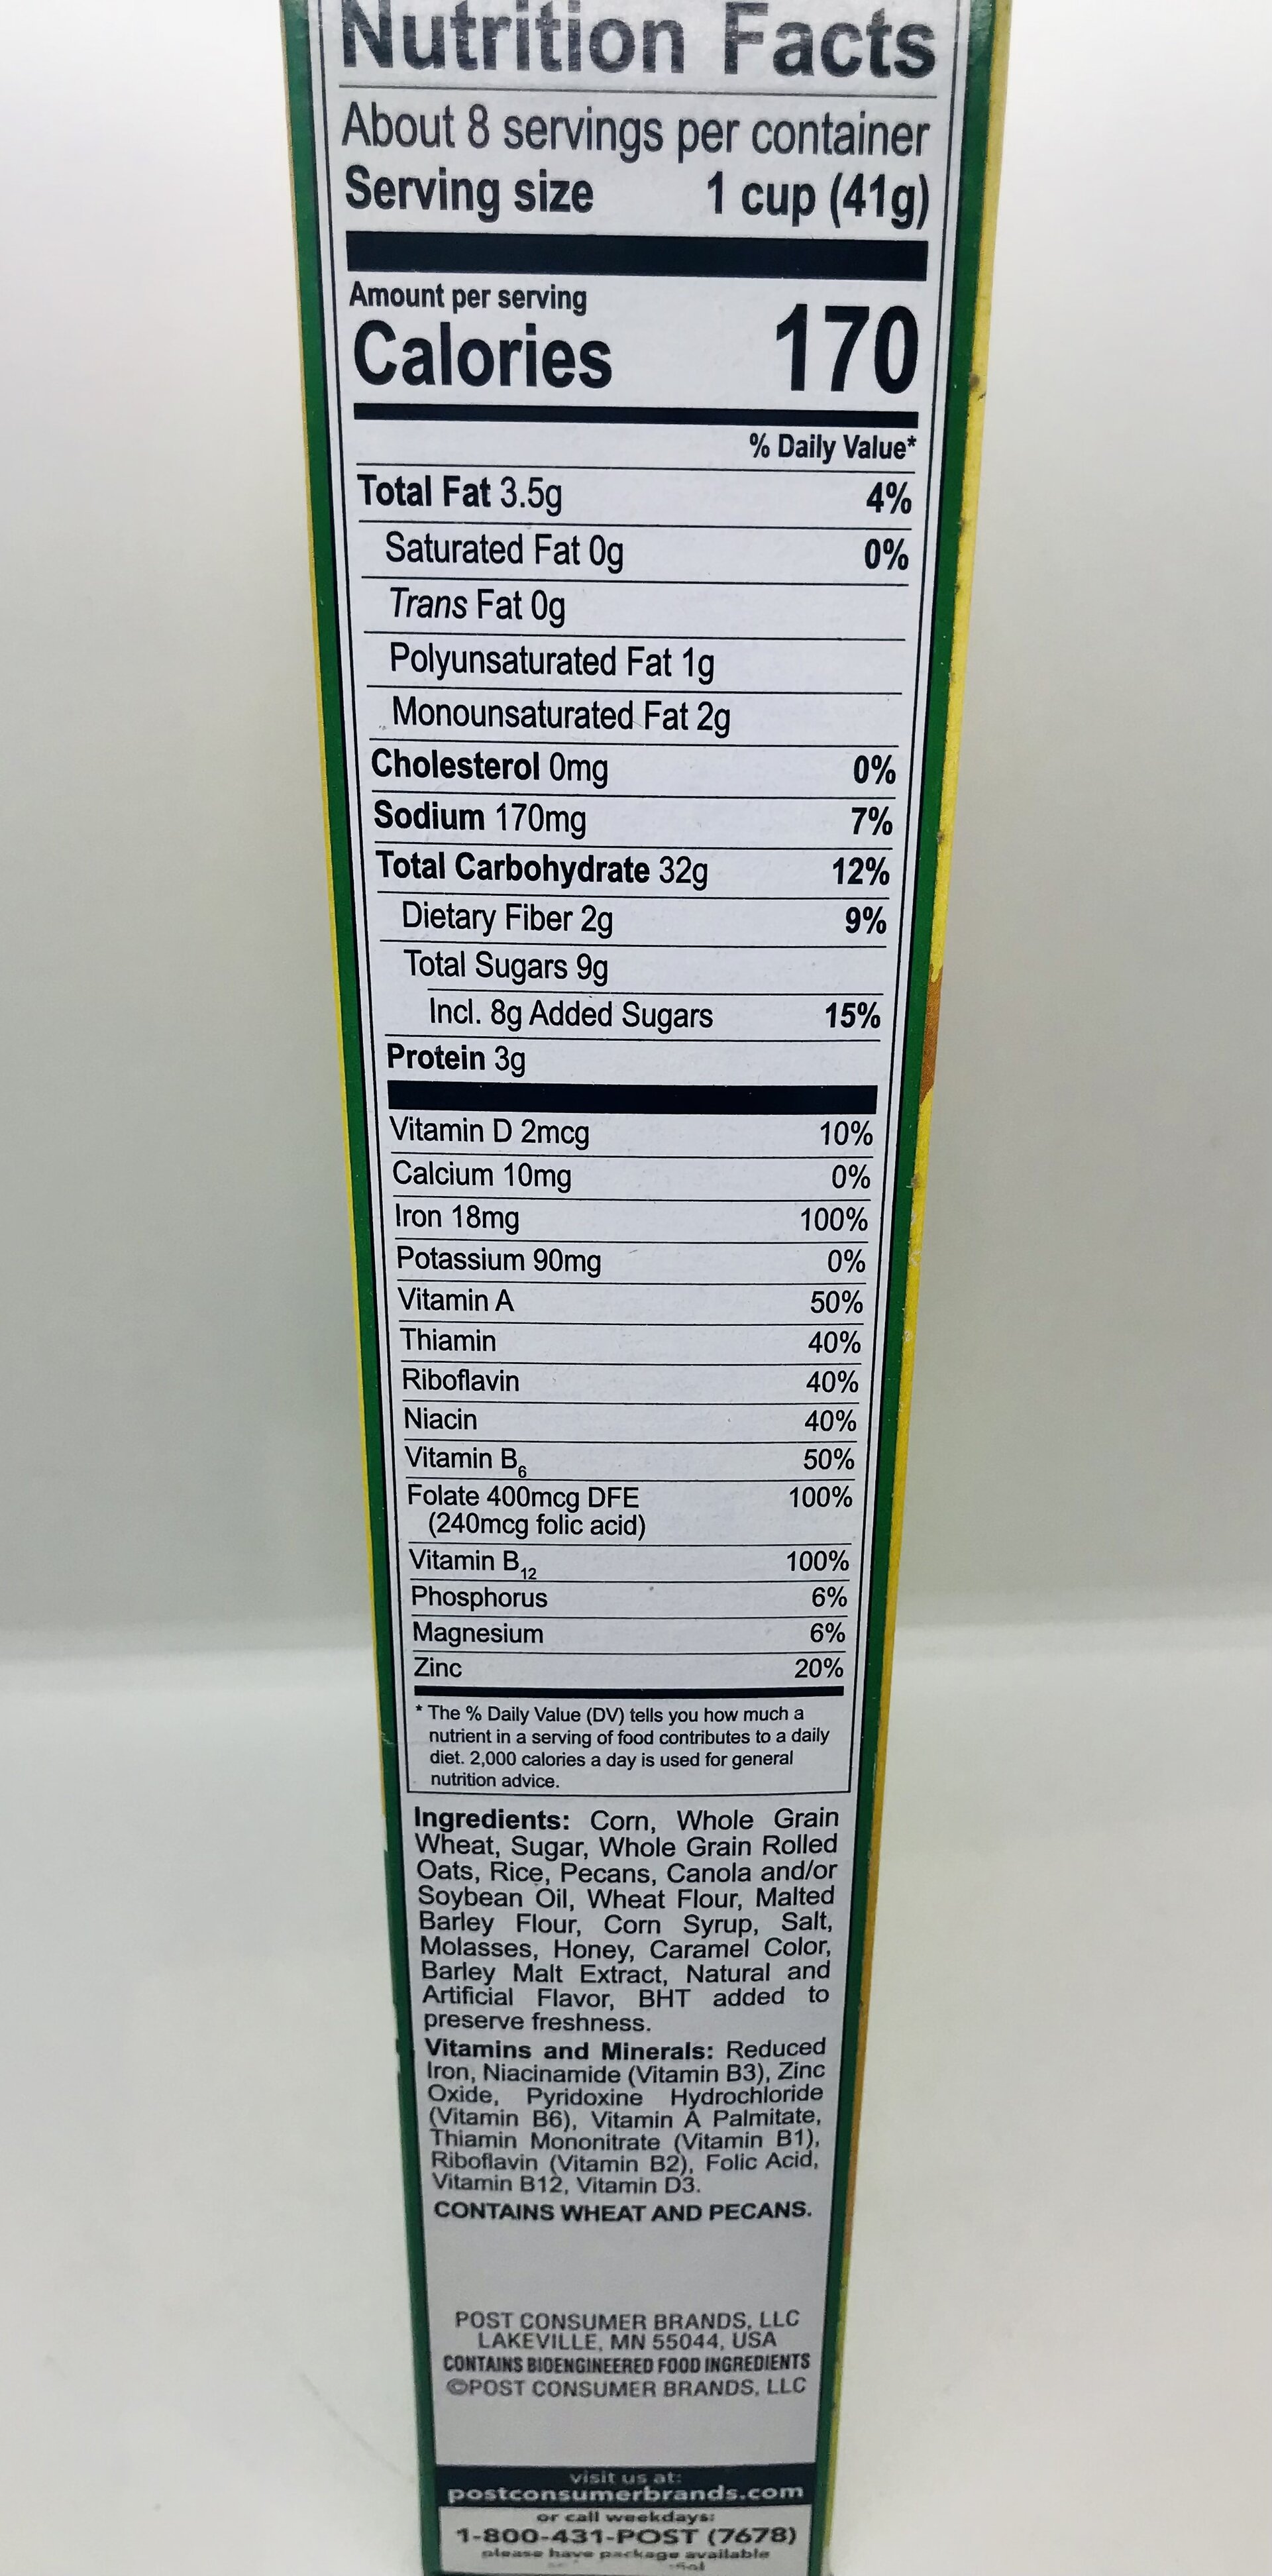 Nutrition Facts
About 8 servings per container
Serving size 1 cup (41g)
Amount per serving
Calories 170
% Daily Value*
Total Fat 3.5g 4%
Saturated Fat 0g 0%
Trans Fat 0g
Polyunsaturated Fat 1g
Monounsaturated Fat 2g
Cholesterol 0mg 0%
Sodium 170mg 7%
Total Carbohydrate 32g 12%
Dietary Fiber 2g 9%
Total Sugars 9g
Incl. 8g Added Sugars 15%
Protein 3g
Vitamin D 2mcg 10%
Calcium 10mg 0%
Iron 18mg 100%
Potassium 90mg 0%
Vitamin A 50%
Thiamin 40%
Riboflavin 40%
Niacin 40%
Vitamin B6 50%
Folate 400mcg DFE 100%
(240mcg folic acid)
Vitamin B12 100%
Phosphorus 6%
Magnesium 6%
Zinc 20%
* The % Daily Value (DV) tells you how much a
nutrient in a serving of food contributes to a daily
diet. 2,000 calories a day is used for general
nutrition advice.
Ingredients: Corn, Whole Grain
Wheat, Sugar, Whole Grain Rolled
Oats, Rice, Pecans, Canola and/or
Soybean Oil, Wheat Flour, Malted
Barley Flour, Corn Syrup, Salt,
Molasses, Honey, Caramel Color,
Barley Malt Extract, Natural and
Artificial Flavor, BHT added to
preserve freshness.
Vitamins and Minerals: Reduced
Iron, Niacinamide (Vitamin B3), Zinc
Oxide, Pyridoxine Hydrochloride
(Vitamin B6), Vitamin A Palmitate,
Thiamin Mononitrate (Vitamin B1),
Riboflavin (Vitamin B2), Folic Acid,
Vitamin B12, Vitamin D3.
CONTAINS WHEAT AND PECANS.
POST CONSUMER BRANDS, LLC
LAKEVILLE, MN 55044, USA
CONTAINS BIOENGINEERED FOOD INGREDIENTS
©POST CONSUMER BRANDS, LLC
visit us at:
postconsumerbrands.com
or call weekdays:
1-800-431-POST (7678)
please have package available